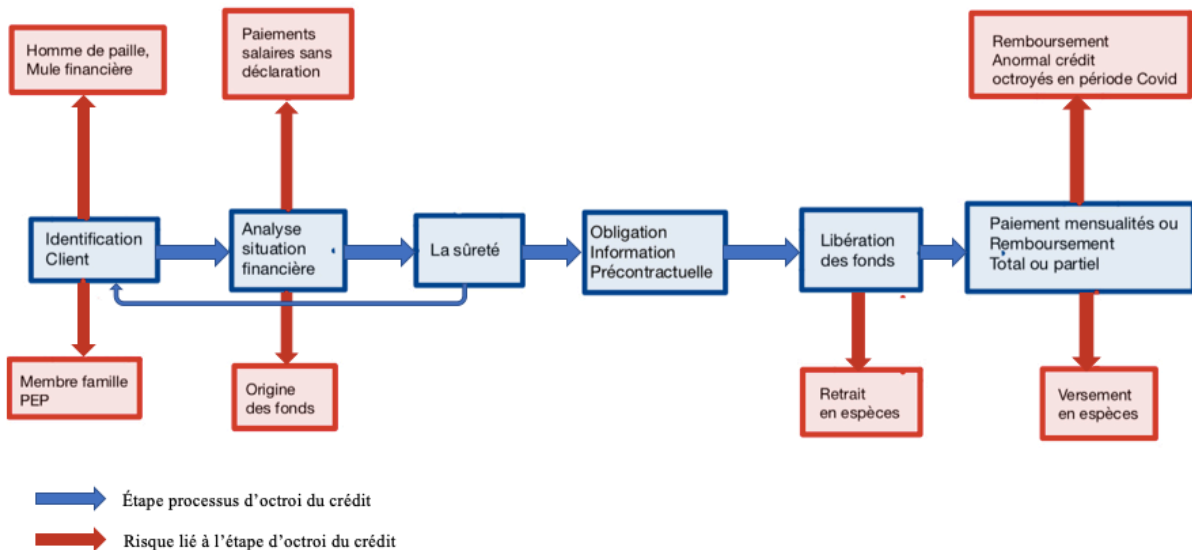 Homme de paille,
Mule financière
Paiements
salaires sans
déclaration
Remboursement
Anormal crédit
octroyés en période Covid
Identification
Client
Analyse
situation
financière
La sûreté
Obligation
Information
Précontractuelle
Libération
des fonds
Paiement mensualités ou
Remboursement
Total ou partiel
Membre famille
PEP
Origine
des fonds
Retrait
en espèces
Versement
en espèces
Étape processus d'octroi du crédit
Risque lié à l'étape d'octroi du crédit